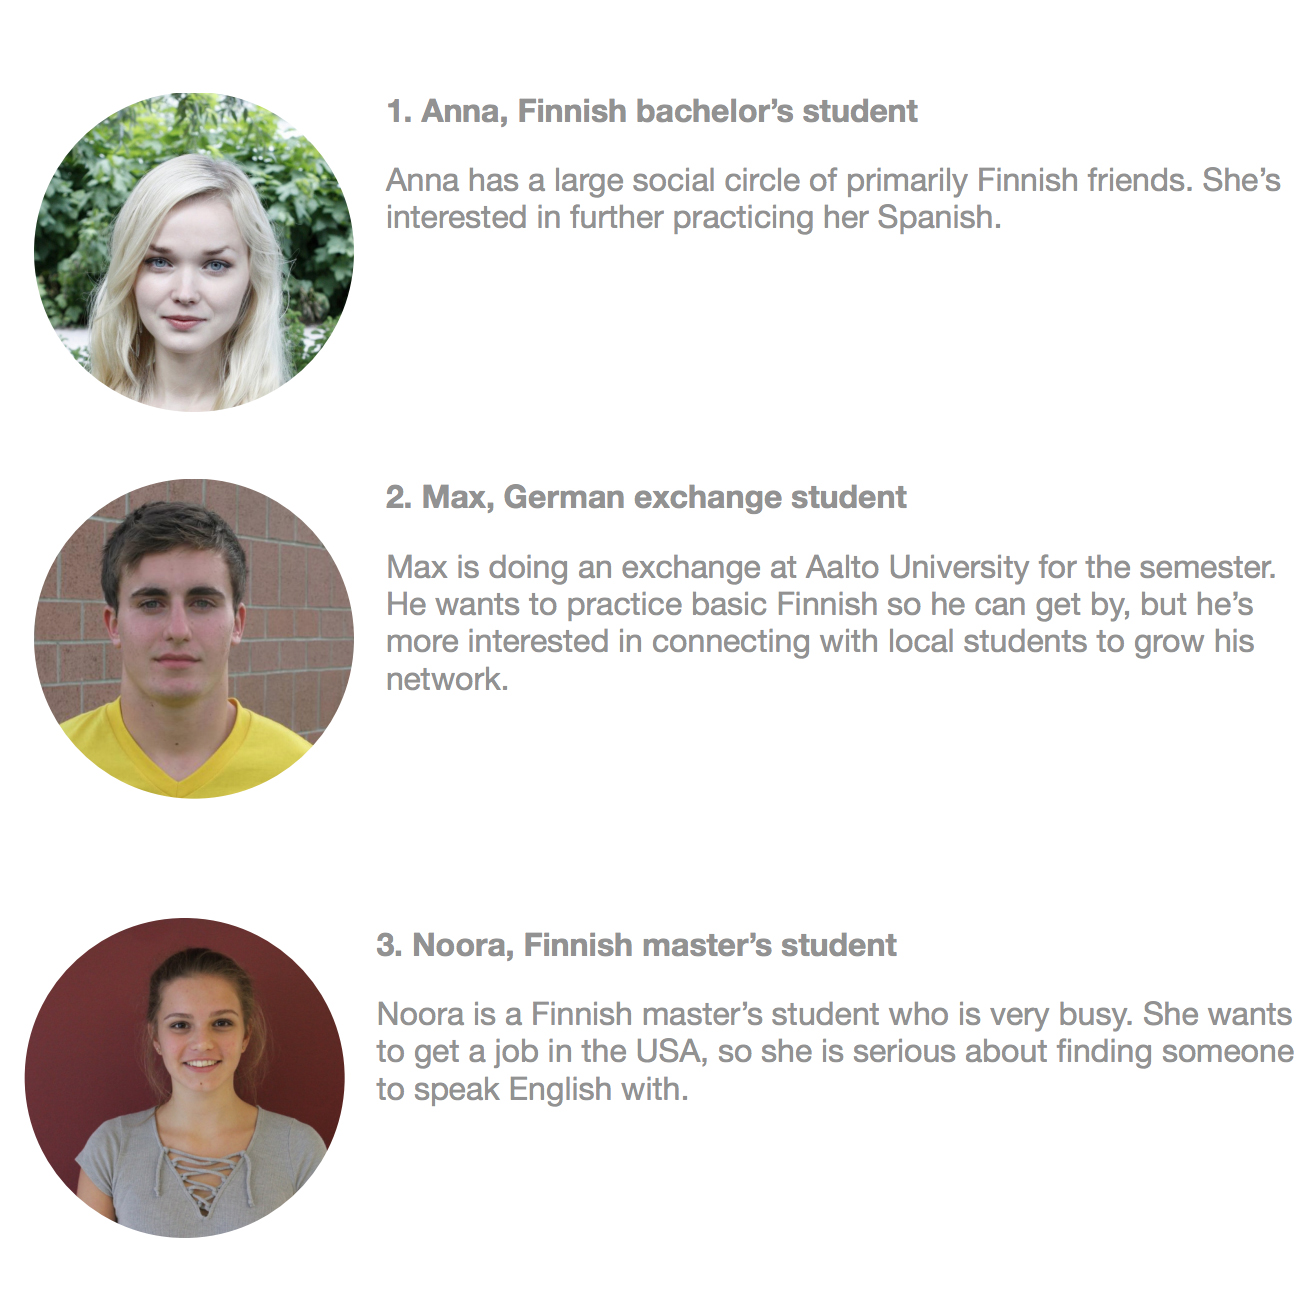 1. Anna, Finnish bachelor’s student
Anna has a large social circle of primarily Finnish friends. She’s
interested in further practicing her Spanish.
2. Max, German exchange student
Max is doing an exchange at Aalto University for the semester.
He wants to practice basic Finnish so he can get by, but he’s
more interested in connecting with local students to grow his
network.
3. Noora, Finnish master’s student
Noora is a Finnish master’s student who is very busy. She wants
to get a job in the USA, so she is serious about finding someone
to speak English with.